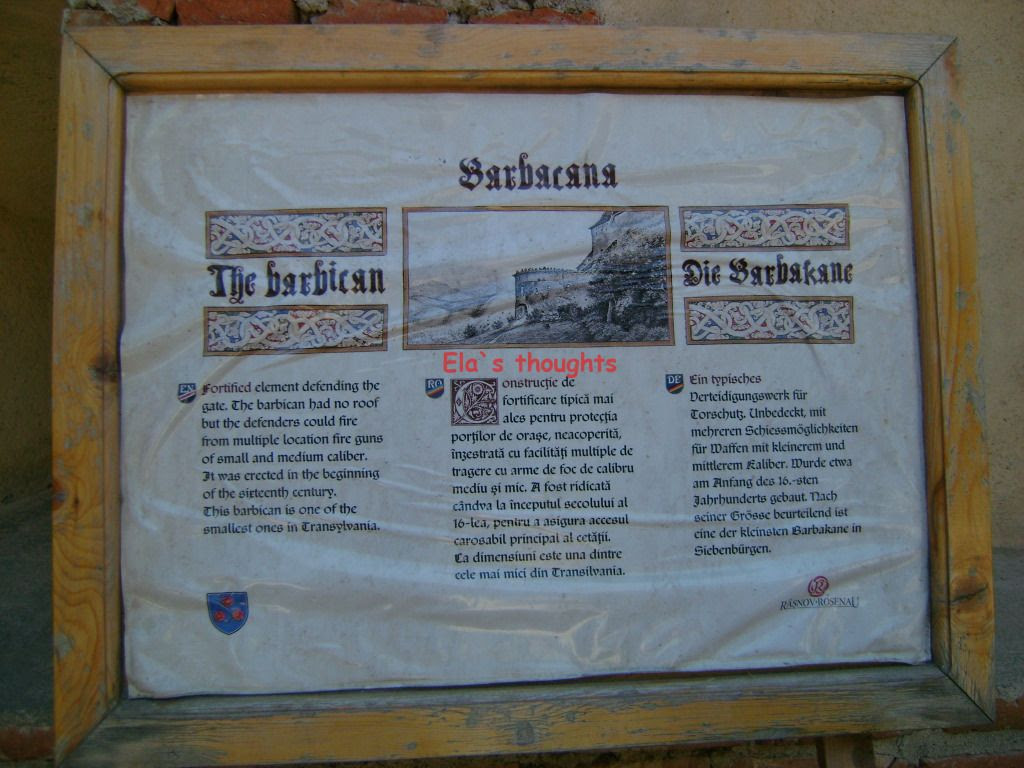 Barbacana
The barbican
Die Barbakane
Ela`s thoughts
EN
Fortified element defending the
gate. The barbican had no roof
but the defenders could fire
from multiple location fire guns
of small and medium caliber.
It was erected in the beginning
of the sixteenth century.
This barbican is one of the
smallest ones in Transylvania.
RO
Construcţie de
fortificare tipică mai
ales pentru protecţia
porţilor de oraşe, neacoperită,
înzestrată cu facilităţi multiple de
tragere cu arme de foc de calibru
mediu şi mic. A fost ridicată
cândva la începutul secolului al
16-lea, pentru a asigura accesul
carosabil principal al cetăţii.
Ca dimensiuni este una dintre
cele mai mici din Transilvania.
DE
Ein typisches
Verteidigungswerk für
Torschutz. Unbedeckt, mit
mehreren Schiessmöglichkeiten
für Waffen mit kleinerem und
mittlerem Kaliber. Wurde etwa
am Anfang des 16.-sten
Jahrhunderts gebaut. Nach
seiner Grösse beurteilend ist
eine der kleinsten Barbakane in
Siebenbürgen.
RÂŞNOV·ROSENAU